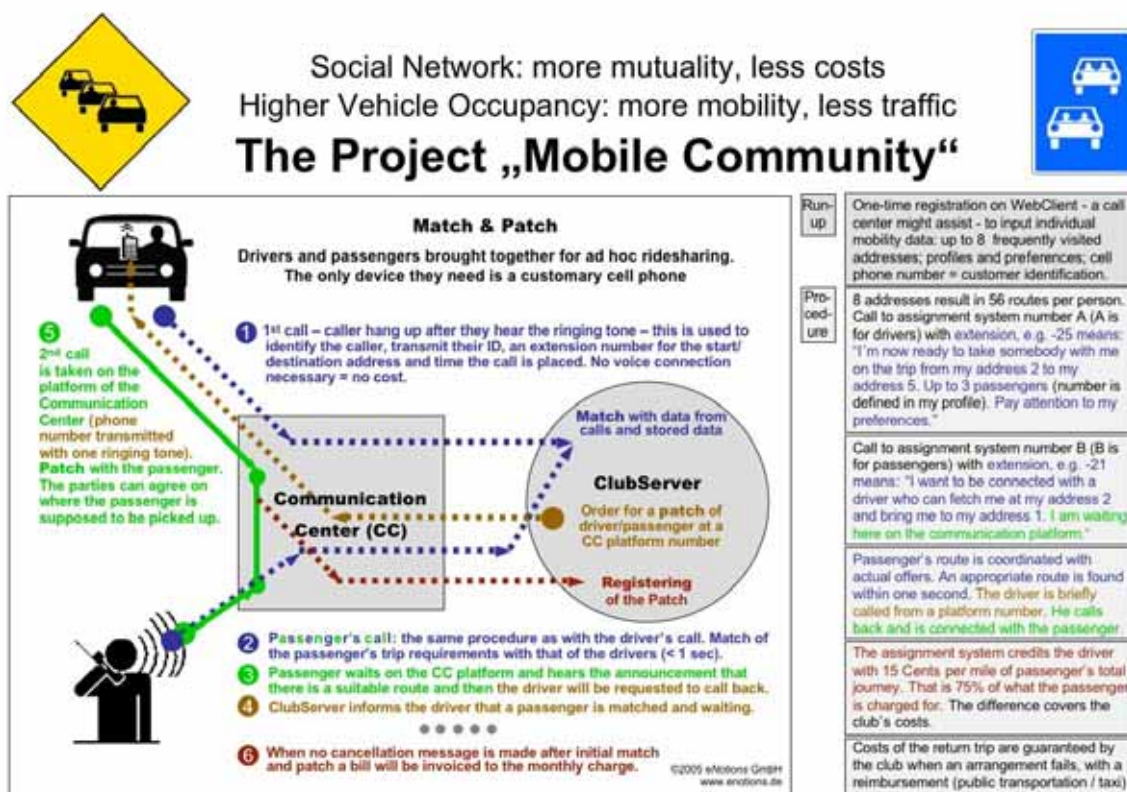 Social Network: more mutuality, less costs
Higher Vehicle Occupancy: more mobility, less traffic
The Project „Mobile Community“
Match & Patch
Drivers and passengers brought together for ad hoc ridesharing.
The only device they need is a customary cell phone
1 1st call – caller hang up after they hear the ringing tone – this is used to
identify the caller, transmit their ID, an extension number for the start/
destination address and time the call is placed. No voice connection
necessary = no cost.
5
2nd call
is taken on the
platform of the
Communication
Center (phone
number transmitted
with one ringing tone).
Patch with the passenger.
The parties can agree on
where the passenger is
supposed to be picked up.
Communication
Center (CC)
Match with data from
calls and stored data
ClubServer
Order for a patch of
driver/passenger at a
CC platform number
Registering
of the Patch
2 Passenger's call: the same procedure as with the driver's call. Match of
the passenger's trip requirements with that of the drivers (< 1 sec).
3 Passenger waits on the CC platform and hears the announcement that
there is a suitable route and then the driver will be requested to call back.
4 ClubServer informs the driver that a passenger is matched and waiting.
6 When no cancellation message is made after initial match
and patch a bill will be invoiced to the monthly charge.
©2005 eNotions GmbH
www.enotions.de
Run-
up
One-time registration on WebClient - a call
center might assist - to input individual
mobility data: up to 8 frequently visited
addresses; profiles and preferences; cell
phone number = customer identification.
Pro-
ced-
ure
8 addresses result in 56 routes per person.
Call to assignment system number A (A is
for drivers) with extension, e.g. -25 means:
"I'm now ready to take somebody with me
on the trip from my address 2 to my
address 5. Up to 3 passengers (number is
defined in my profile). Pay attention to my
preferences."
Call to assignment system number B (B is
for passengers) with extension, e.g. -21
means: "I want to be connected with a
driver who can fetch me at my address 2
and bring me to my address 1. I am waiting
here on the communication platform."
Passenger's route is coordinated with
actual offers. An appropriate route is found
within one second. The driver is briefly
called from a platform number. He calls
back and is connected with the passenger.
The assignment system credits the driver
with 15 Cents per mile of passenger's total
journey. That is 75% of what the passenger
is charged for. The difference covers the
club's costs.
Costs of the return trip are guaranteed by
the club when an arrangement fails, with a
reimbursement (public transportation / taxi)